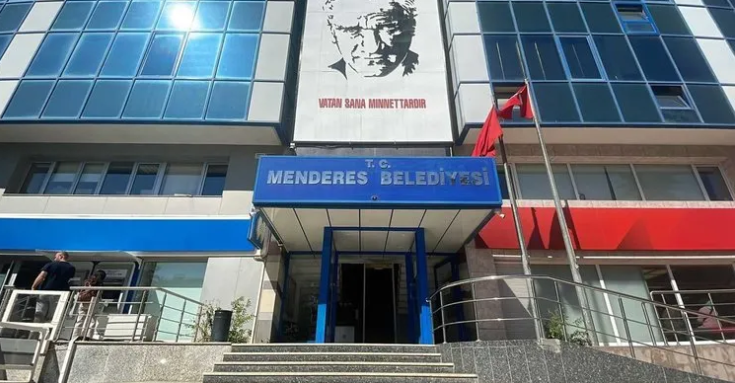 VATAN SANA MİNNETTARDIR
T. C.
MENDERES BELEDİYESİ